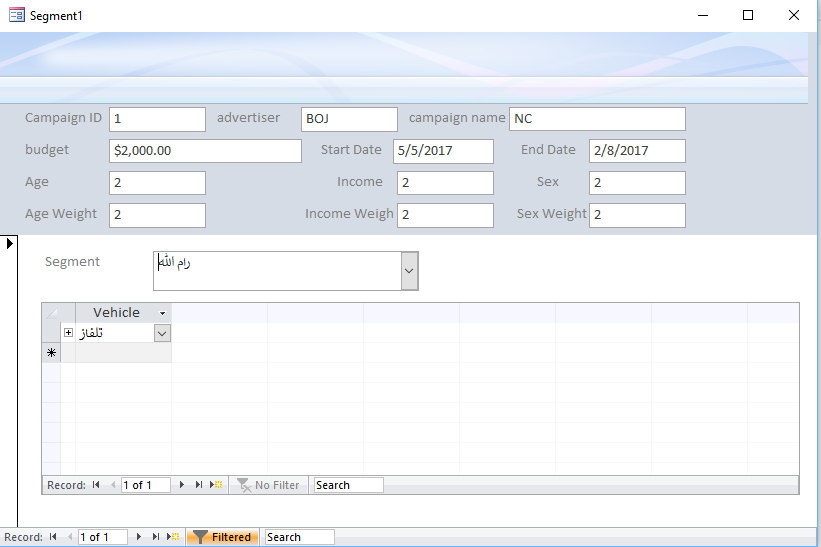 Segment1
Campaign ID 1 advertiser BOJ campaign name NC
budget $2,000.00 Start Date 5/5/2017 End Date 2/8/2017
Age 2 Income 2 Sex 2
Age Weight 2 Income Weigh 2 Sex Weight 2
Segment رام الله
Vehicle
تلفاز
Record: 1 of 1 No Filter Search
Record: 1 of 1 Filtered Search